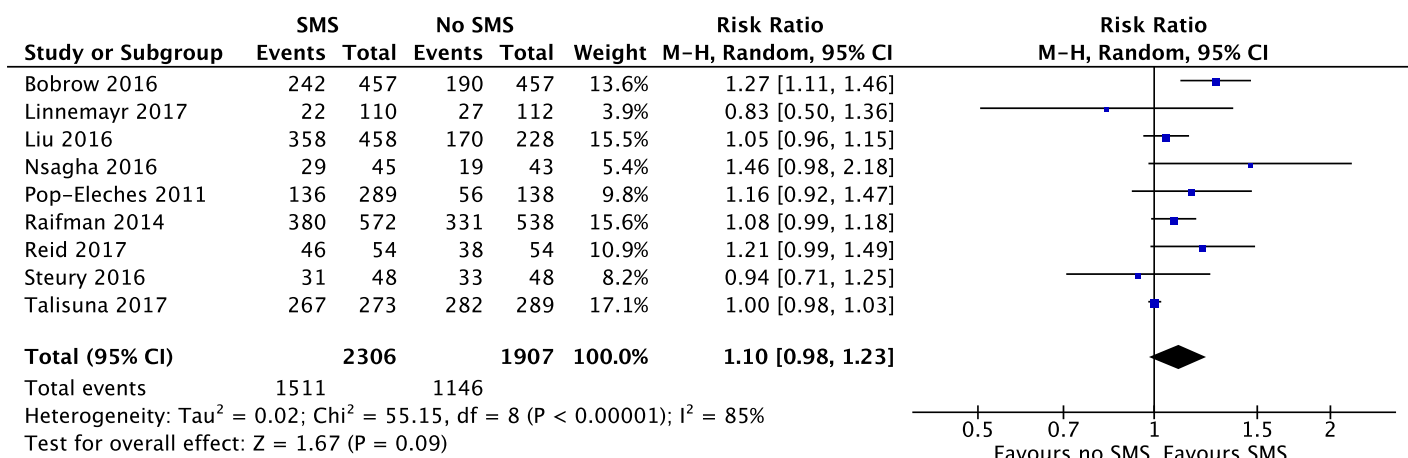 SMS No SMS Risk Ratio Risk Ratio
Study or Subgroup Events Total Events Total Weight M-H, Random, 95% CI M-H, Random, 95% CI
Bobrow 2016 242 457 190 457 13.6% 1.27 [1.11, 1.46]
Linnemayr 2017 22 110 27 112 3.9% 0.83 [0.50, 1.36]
Liu 2016 358 458 170 228 15.5% 1.05 [0.96, 1.15]
Nsagha 2016 29 45 19 43 5.4% 1.46 [0.98, 2.18]
Pop-Eleches 2011 136 289 56 138 9.8% 1.16 [0.92, 1.47]
Raifman 2014 380 572 331 538 15.6% 1.08 [0.99, 1.18]
Reid 2017 46 54 38 54 10.9% 1.21 [0.99, 1.49]
Steury 2016 31 48 33 48 8.2% 0.94 [0.71, 1.25]
Talisuna 2017 267 273 282 289 17.1% 1.00 [0.98, 1.03]
Total (95% CI) 2306 1907 100.0% 1.10 [0.98, 1.23]
Total events 1511 1146
Heterogeneity: Tau² = 0.02; Chi² = 55.15, df = 8 (P < 0.00001); I² = 85%
Test for overall effect: Z = 1.67 (P = 0.09)
0.5 0.7 1 1.5 2
Favours no SMS Favours SMS